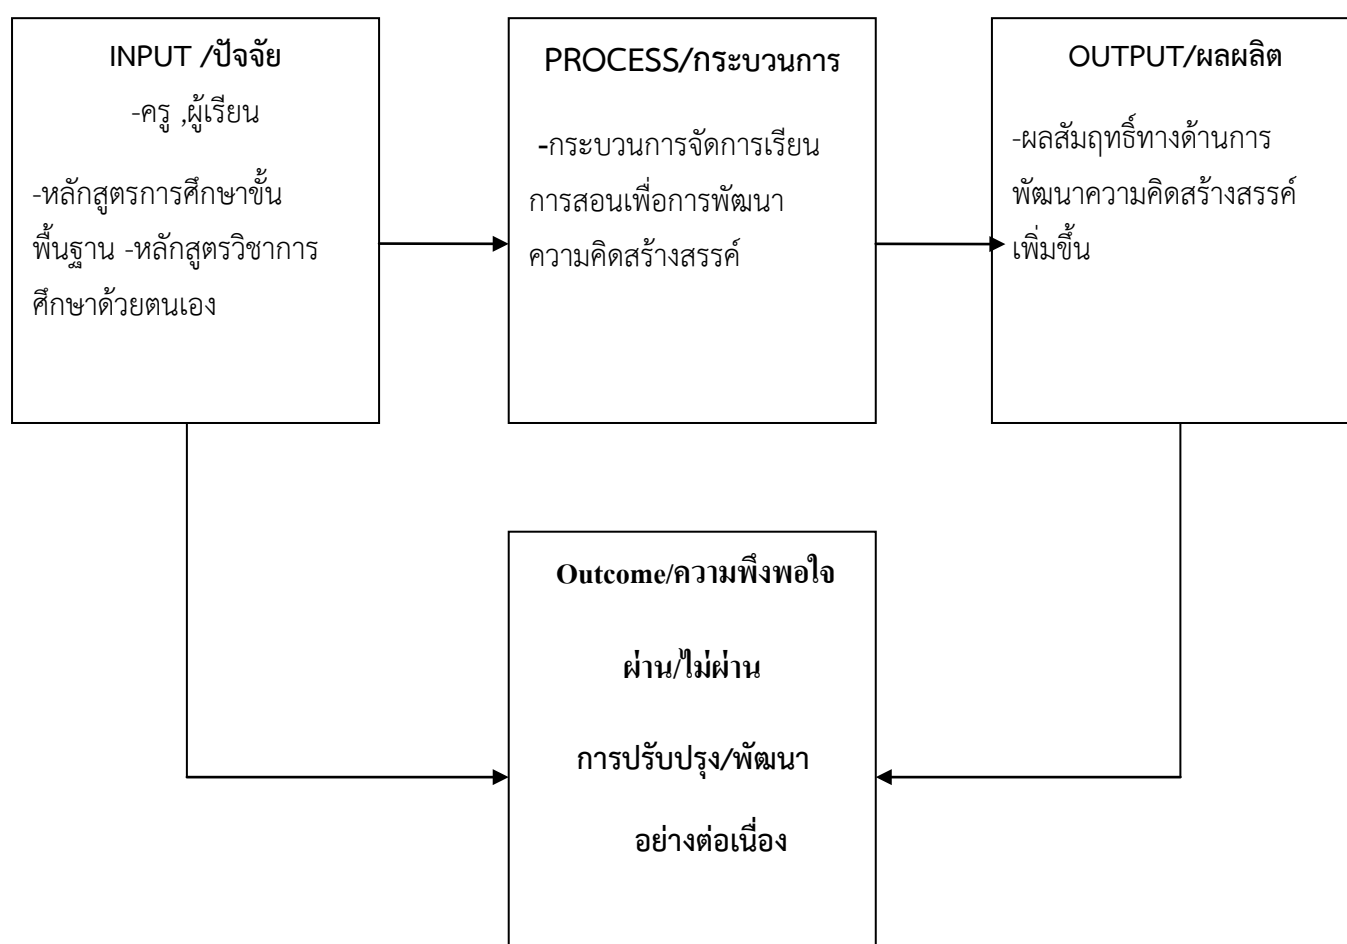 INPUT /ปัจจัย
-ครู ,ผู้เรียน
-หลักสูตรการศึกษาขั้น
พื้นฐาน -หลักสูตรวิชาการ
ศึกษาด้วยตนเอง
PROCESS/กระบวนการ
-กระบวนการจัดการเรียน
การสอนเพื่อการพัฒนา
ความคิดสร้างสรรค์
OUTPUT/ผลผลิต
-ผลสัมฤทธิ์ทางด้านการ
พัฒนาความคิดสร้างสรรค์
เพิ่มขึ้น
Outcome/ความพึงพอใจ
ผ่าน/ไม่ผ่าน
การปรับปรุง/พัฒนา
อย่างต่อเนื่อง